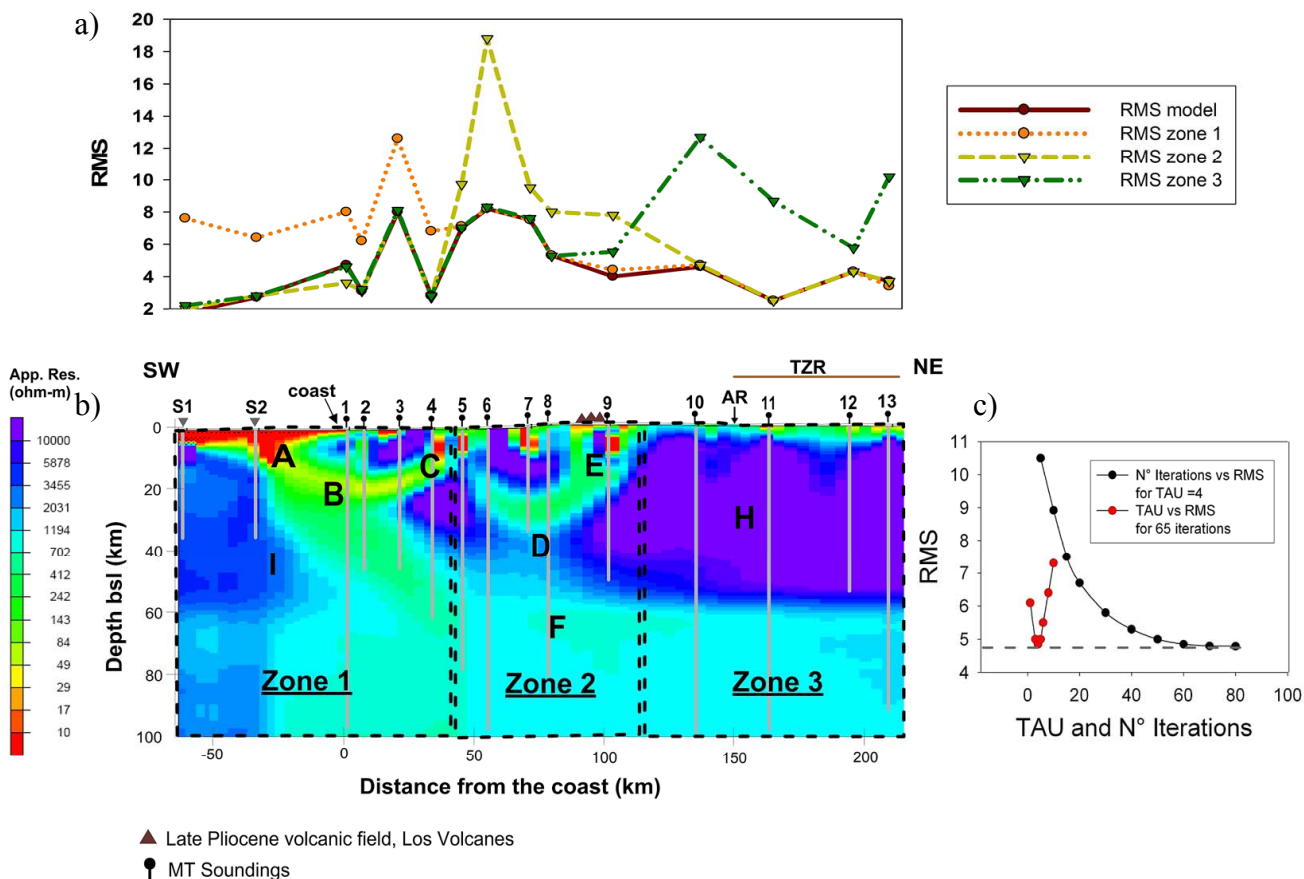 a)
20
18
16
14
12
10
8
6
4
2
RMS
RMS model
RMS zone 1
RMS zone 2
RMS zone 3
App. Res.
(ohm-m)
10000
5878
2031
1194
702
412
242
143
84
49
29
17
10
b)
SW
NE
TZR
AR
coast
S1 S2 1 2 3 4 5 6 7 8 9 10 11 12 13
0
20
40
60
80
100
Depth bsl (km)
A
B
C
D
E
F
H
I
Zone 1
Zone 2
Zone 3
-50 0 50 100 150 200
Distance from the coast (km)
Late Pliocene volcanic field, Los Volcanes
MT Soundings
c)
11
10
9
8
7
6
5
4
RMS
N° Iterions vs RMS
for TAU =4
TAU vs RMS
for 65 iterations
0 20 40 60 80 100
TAU and N° Iterations